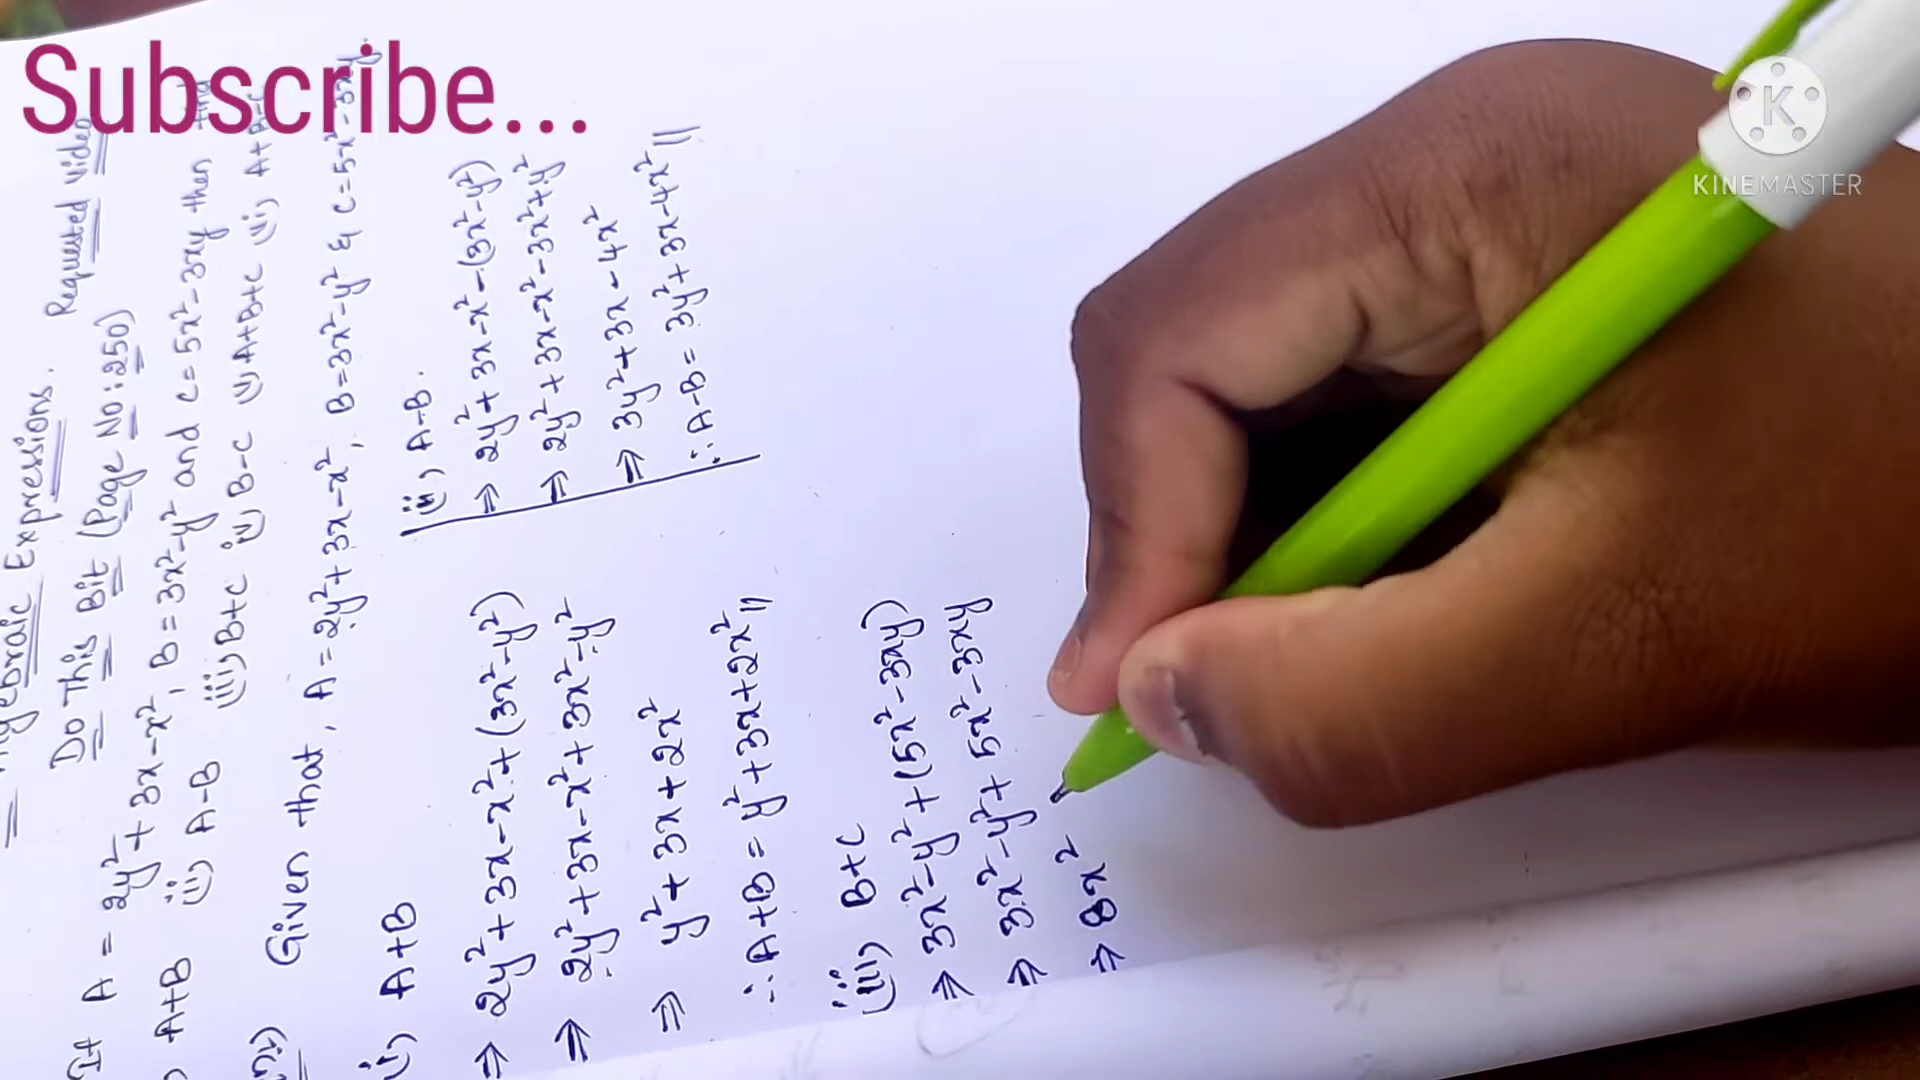 Subscribe...
KINEMASTER
Algebraic Expressions. Requested video
Do This Bit (Page No: 250)
If A = 2y²+3x-x², B=3x²-y² and C=5x²-3xy then find
A+B (ii) A-B (iii) B+C (iv) B-C (v) A+B+C (vi) A+B-C
Given that, A=2y²+3x-x², B=3x²-y² & C=5x²-3xy.
(i) A+B
⇒ 2y²+3x-x²+(3x²-y²)
⇒ 2y²+3x-x²+3x²-y²
⇒ y²+3x+2x²
∴ A+B = y²+3x+2x² //
(ii) A-B.
⇒ 2y²+3x-x²-(3x²-y²)
⇒ 2y²+3x-x²-3x²+y²
⇒ 3y²+3x-4x²
∴ A-B= 3y²+3x-4x² //
(iii) B+C
⇒ 3x²-y²+(5x²-3xy)
⇒ 3x²-y²+5x²-3xy
⇒ 8x²